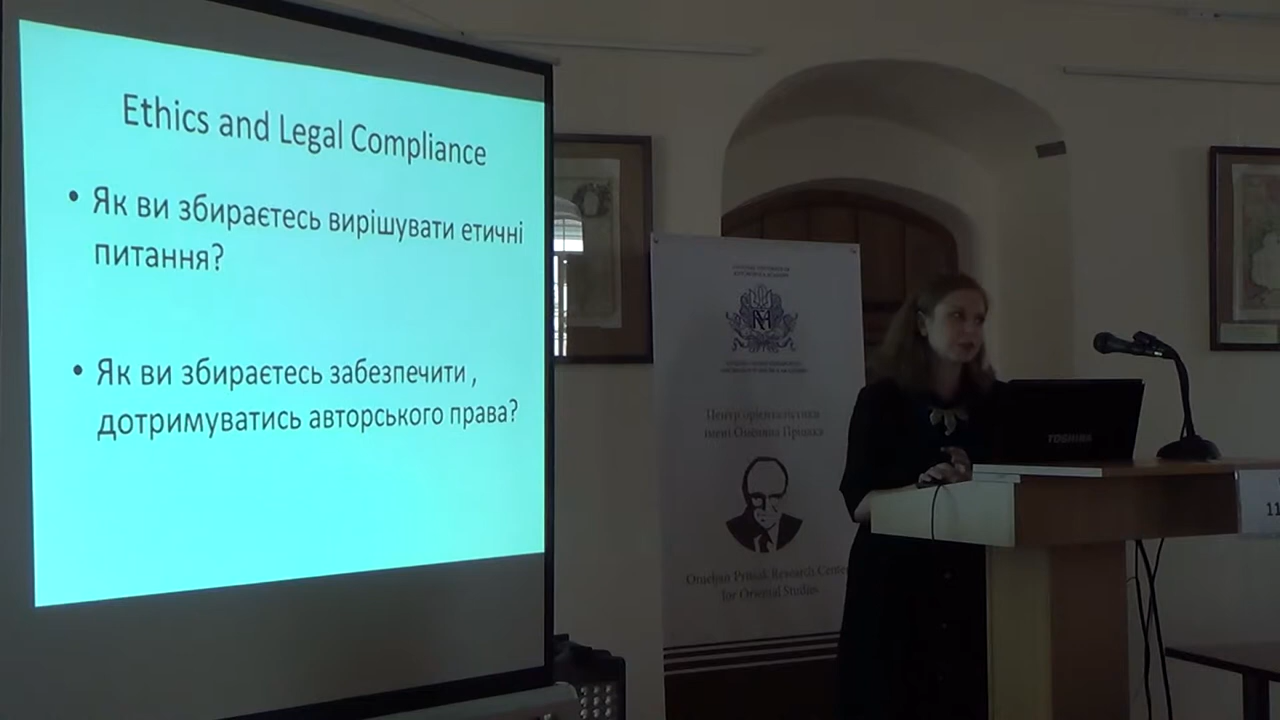 Ethics and Legal Compliance
• Як ви збираєтесь вирішувати етичні
питання?
• Як ви збираєтесь забезпечити ,
дотримуватись авторського права?
Центр орієнталістики
імені Омеляна Пріцака
Omeljan Pritsak Research Center
for Oriental Studies
TOSHIBA
11